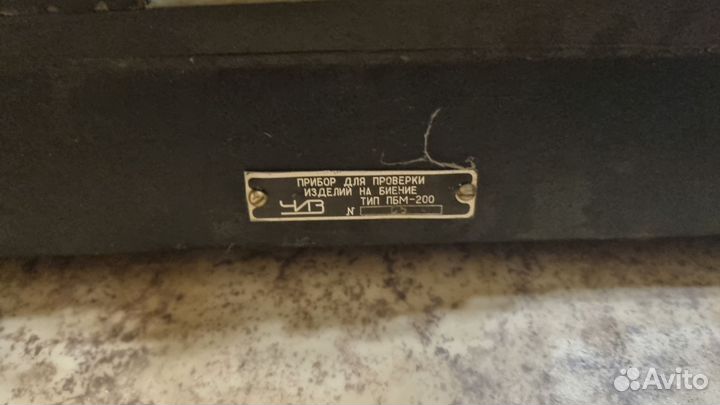 ПРИБОР ДЛЯ ПРОВЕРКИ
ИЗДЕЛИЙ НА БИЕНИЕ
ЧИЗ ТИП ПБМ-200
N
Avito